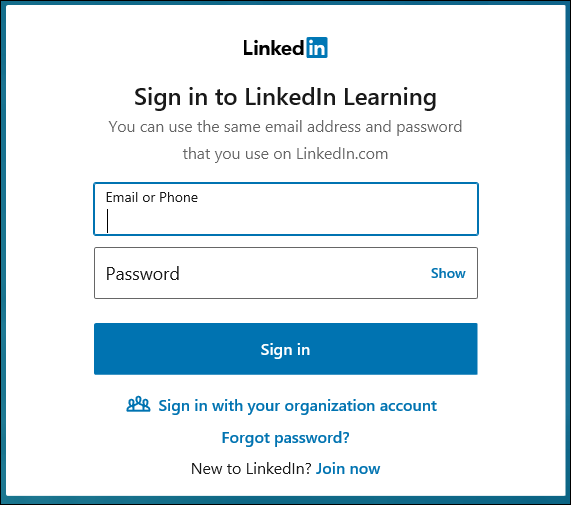 Linked in
Sign in to LinkedIn Learning
You can use the same email address and password
that you use on LinkedIn.com
Email or Phone
Password Show
Sign in
Sign in with your organization account
Forgot password?
New to LinkedIn? Join now